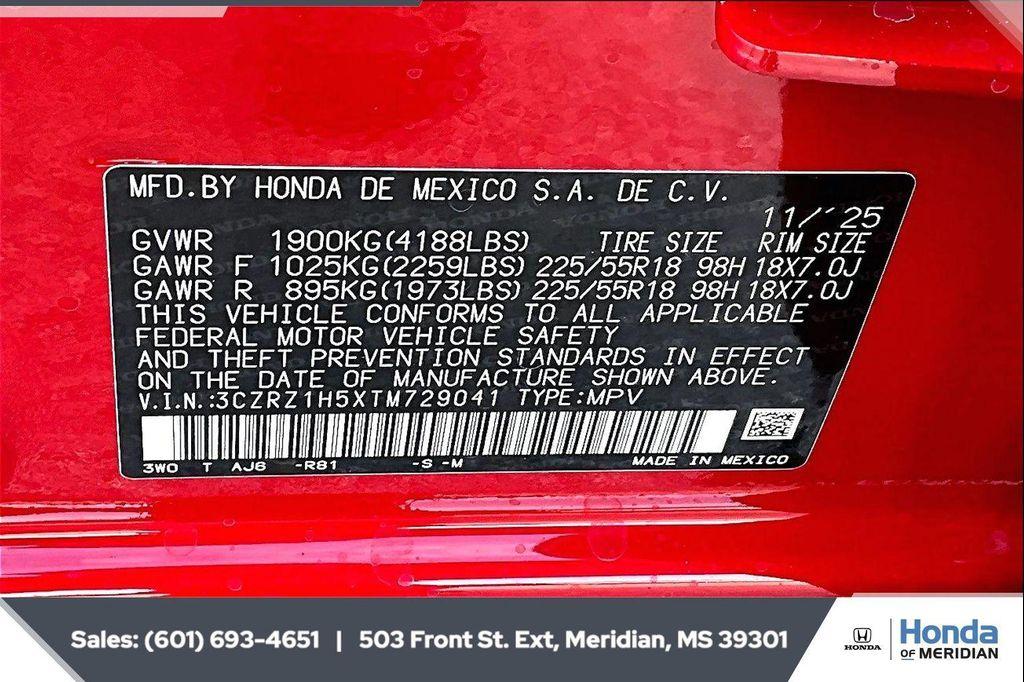 MFD.BY HONDA DE MEXICO S.A. DE C.V.
11/´25
GVWR 1900KG(4188LBS) TIRE SIZE RIM SIZE
GAWR F 1025KG(2259LBS) 225/55R18 98H 18X7.0J
GAWR R 895KG(1973LBS) 225/55R18 98H 18X7.0J
THIS VEHICLE CONFORMS TO ALL APPLICABLE
FEDERAL MOTOR VEHICLE SAFETY
AND THEFT PREVENTION STANDARDS IN EFFECT
ON THE DATE OF MANUFACTURE SHOWN ABOVE.
V.I.N.:3CZRZ1H5XTM729041 TYPE:MPV
3W0 T AJ6 -R81 -S -M MADE IN MEXICO
Sales: (601) 693-4651 | 503 Front St. Ext, Meridian, MS 39301
HONDA
Honda
OF MERIDIAN